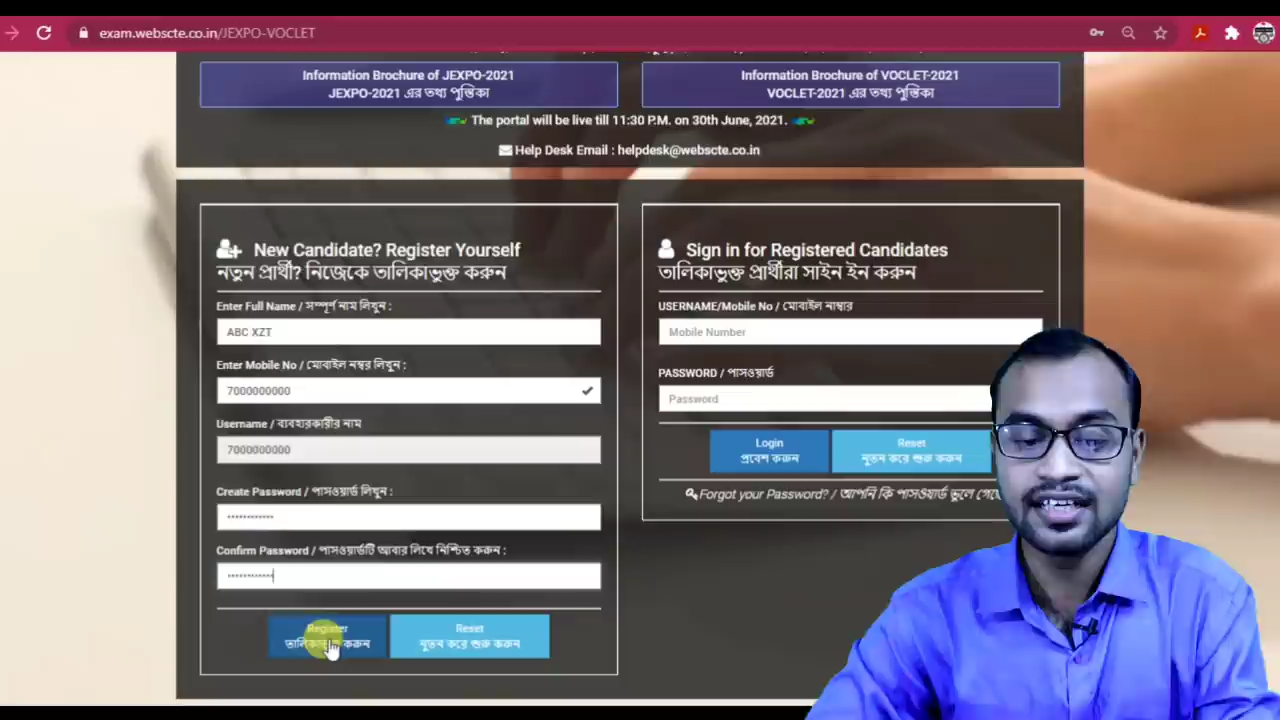 exam.webscte.co.in/JEXPO-VOCLET
Information Brochure of JEXPO-2021
JEXPO-2021 এর তথ্য পুস্তিকা
Information Brochure of VOCLET-2021
VOCLET-2021 এর তথ্য পুস্তিকা
The portal will be live till 11:30 P.M. on 30th June, 2021.
Help Desk Email : helpdesk@webscte.co.in
New Candidate? Register Yourself
নতুন প্রার্থী? নিজেকে তালিকাভুক্ত করুন
Enter Full Name / সম্পূর্ণ নাম লিখুন :
ABC XZT
Enter Mobile No / মোবাইল নম্বর লিখুন :
7000000000
Username / ব্যবহারকারীর নাম
7000000000
Create Password / পাসওয়ার্ড লিখুন :
Confirm Password / পাসওয়ার্ডটি আবার লিখে নিশ্চিত করুন :
Register
তালিকাভুক্ত করুন
Reset
নূতন করে শুরু করুন
Sign in for Registered Candidates
তালিকাভুক্ত প্রার্থীরা সাইন ইন করুন
USERNAME/Mobile No / মোবাইল নাম্বার
Mobile Number
PASSWORD / পাসওয়ার্ড
Password
Login
প্রবেশ করুন
Reset
নূতন করে শুরু করুন
Forgot your Password? / আপনি কি পাসওয়ার্ড ভুলে